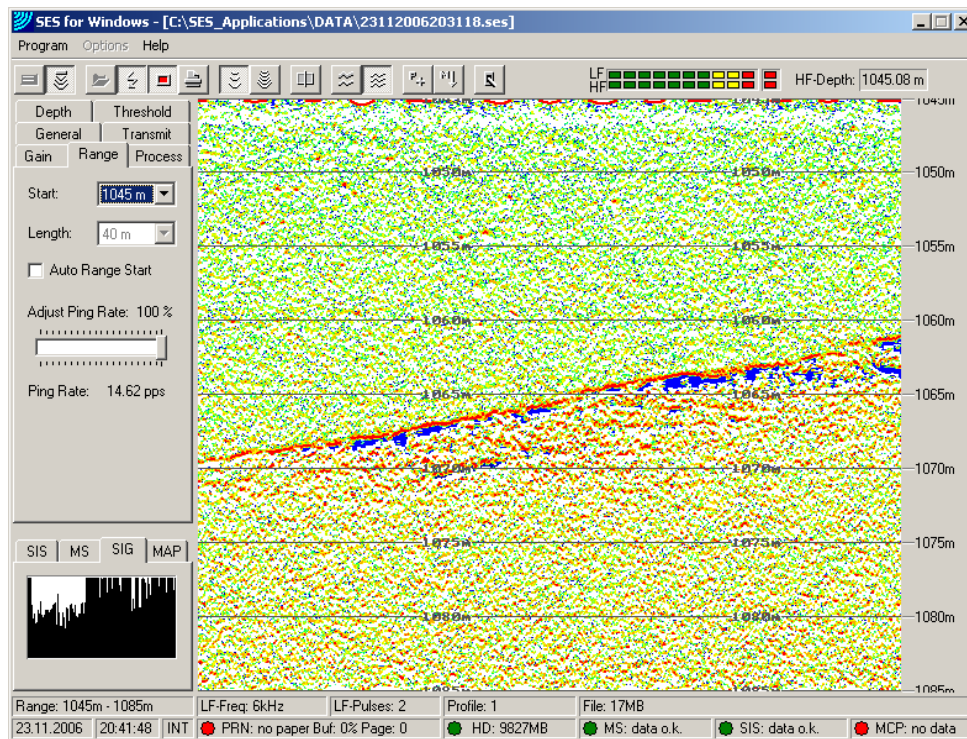 SES for Windows - [C:\SES_Applications\DATA\23112006203118.ses]
Program Options Help
LF
HF
HF-Depth: 1045.08 m
Depth Threshold
General Transmit
Gain Range Process
Start: 1045 m
Length: 40 m
Auto Range Start
Adjust Ping Rate: 100 %
Ping Rate: 14.62 pps
1045m
1050m 1050m 1050m
1055m 1055m 1055m
1060m 1060m 1060m
1065m 1065m 1065m
1070m 1070m 1070m
1075m 1075m 1075m
1080m 1080m 1080m
1085m 1085m 1085m
SIS MS SIG MAP
Range: 1045m - 1085m LF-Freq: 6kHz LF-Pulses: 2 Profile: 1 File: 17MB
23.11.2006 20:41:48 INT PRN: no paper Buf: 0% Page: 0 HD: 9827MB MS: data o.k. SIS: data o.k. MCP: no data